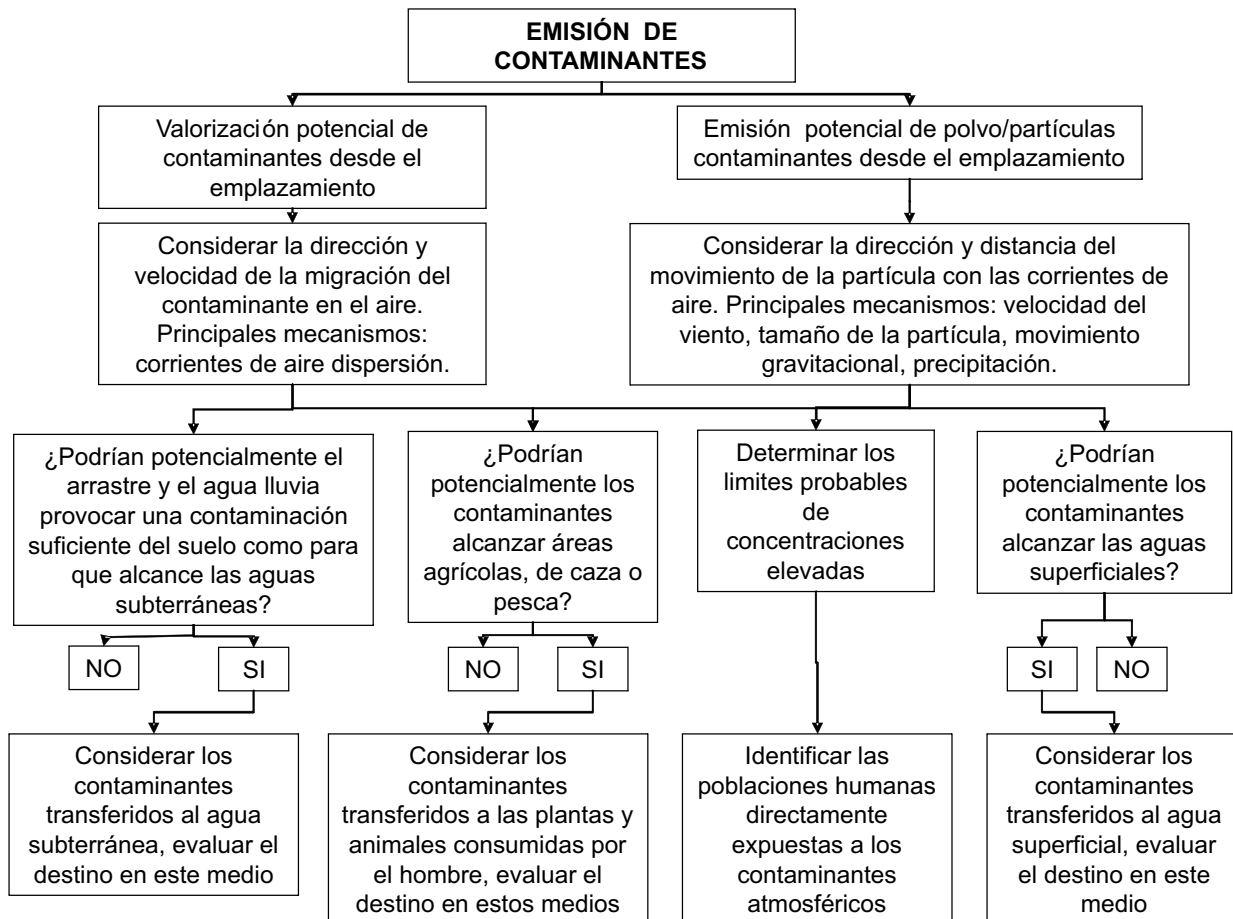 EMISIÓN DE
CONTAMINANTES
Valorización potencial de
contaminantes desde el
emplazamiento
Emisión potencial de polvo/partículas
contaminantes desde el emplazamiento
Considerar la dirección y
velocidad de la migración del
contaminante en el aire.
Principales mecanismos:
corrientes de aire dispersión.
Considerar la dirección y distancia del
movimiento de la partícula con las corrientes de
aire. Principales mecanismos: velocidad del
viento, tamaño de la partícula, movimiento
gravitacional, precipitación.
¿Podrían potencialmente el
arrastre y el agua lluvia
provocar una contaminación
suficiente del suelo como para
que alcance las aguas
subterráneas?
¿Podrían
potencialmente los
contaminantes
alcanzar áreas
agrícolas, de caza o
pesca?
Determinar los
limites probables
de
concentraciones
elevadas
¿Podrían
potencialmente los
contaminantes
alcanzar las aguas
superficiales?
NO
SI
NO
SI
SI
NO
Considerar los
contaminantes
transferidos al agua
subterránea, evaluar el
destino en este medio
Considerar los
contaminantes
transferidos a las plantas y
animales consumidas por
el hombre, evaluar el
destino en estos medios
Identificar las
poblaciones humanas
directamente
expuestas a los
contaminantes
atmosféricos
Considerar los
contaminantes
transferidos al agua
superficial, evaluar
el destino en este
medio